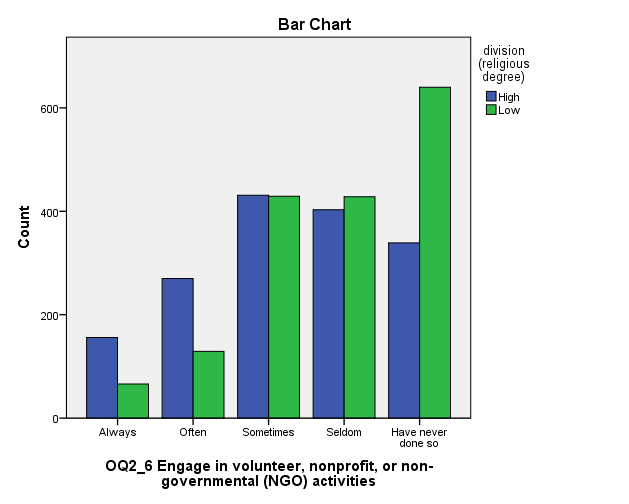 Bar Chart
division
(religious
degree)
High
Low
Count
600
400
200
0
Always
Often
Sometimes
Seldom
Have never
done so
OQ2_6 Engage in volunteer, nonprofit, or non-
governmental (NGO) activities